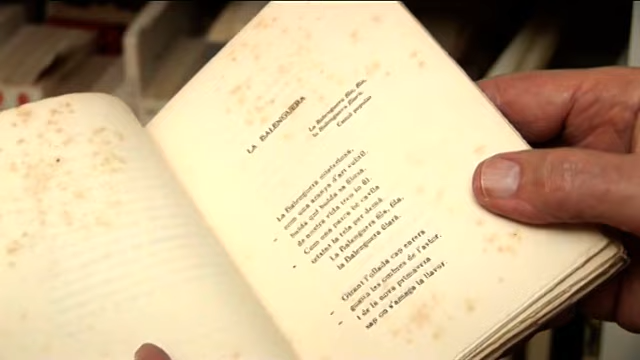 LA BALENGUERA
La Balenguera fila, fila,
la Balenguera filarà.
Cançó popular
La Balenguera misteriosa,
com una aranya d'art subtil,
buida que buida sa filosa,
de nostra vida treu lo fil.
Com una parca bé cavila
teixint la tela per demà.
La Balenguera fila, fila,
la Balenguera filarà.
Girant l'ullada cap enrera
guaita les ombres de l'avior,
i de la nova primavera
sap on s'amaga la llavor.